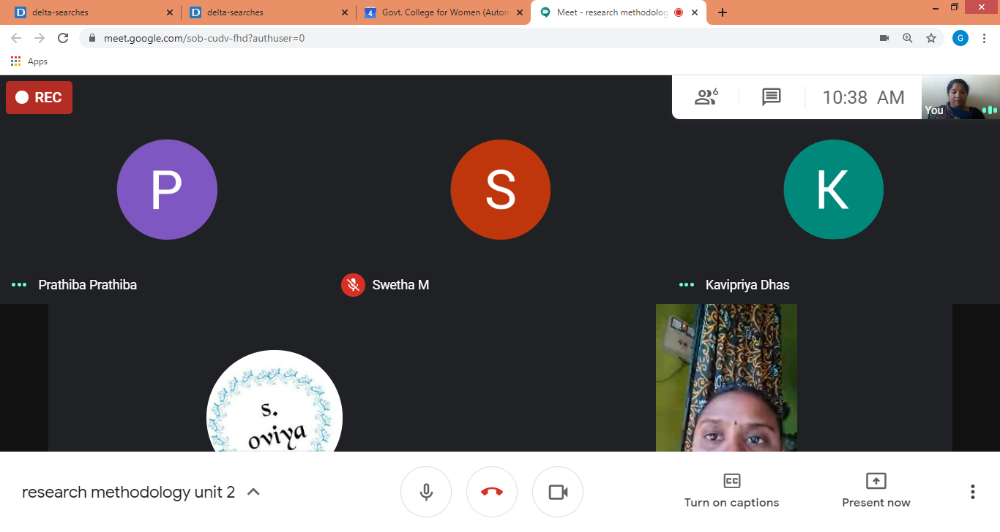 delta-searches
delta-searches
Govt. College for Women (Auton
Meet - research methodolog
meet.google.com/sob-cudv-fhd?authuser=0
G
Apps
REC
6
10:38 AM
You
P
S
K
Prathiba Prathiba
Swetha M
Kavipriya Dhas
s.
oviya
research methodology unit 2
CC
Turn on captions
Present now